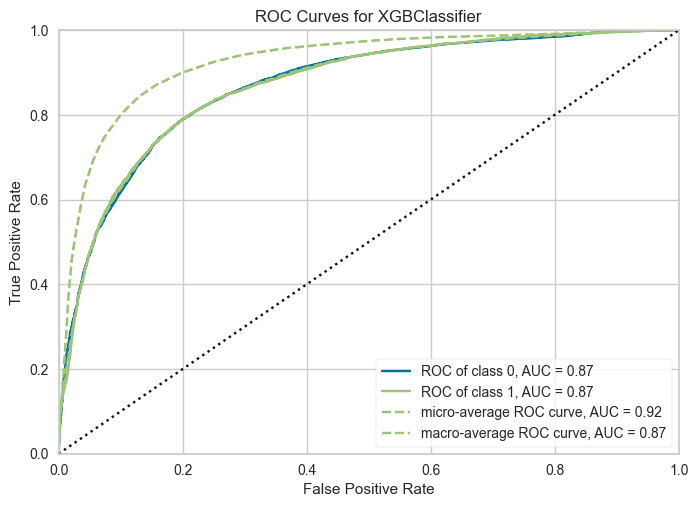 ROC Curves for XGBClassifier
1.0
0.8
0.6
0.4
0.2
0.0
True Positive Rate
ROC of class 0, AUC = 0.87
ROC of class 1, AUC = 0.87
micro-average ROC curve, AUC = 0.92
macro-average ROC curve, AUC = 0.87
0.0 0.2 0.4 0.6 0.8 1.0
False Positive Rate